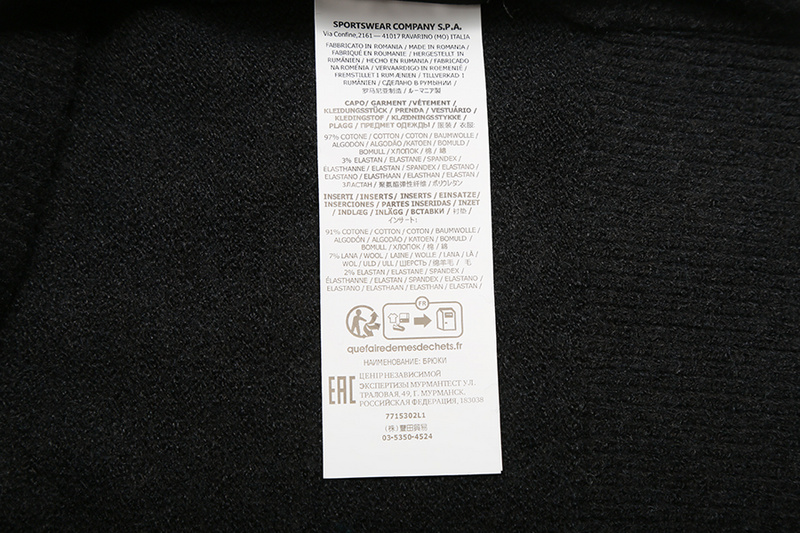 SPORTSWEAR COMPANY S.P.A.
Via Confine,2161 — 41017 RAVARINO (MO) ITALIA
FABBRICATO IN ROMANIA / MADE IN ROMANIA /
FABRIQUÉ EN ROUMANIE / HERGESTELLT IN
RUMÄNIEN / HECHO EN RUMANIA / FABRICADO
NA ROMÉNIA / VERVAARDIGD IN ROEMENIË /
FREMSTILLET I RUMÆNIEN / TILLVERKAD I
RUMÄNIEN / СДЕЛАНО В РУМЫНИИ /
罗马尼亚制造 / ルーマニア製
CAPO/ GARMENT /VÊTEMENT /
KLEIDUNGSSTÜCK / PRENDA / VESTUÁRIO /
KLEDINGSTOF / KLÆDNINGSSTYKKE /
PLAGG / ПРЕДМЕТ ОДЕЖДЫ / 服装 / 衣服
97% COTONE / COTTON / COTON / BAUMWOLLE /
ALGODÓN / ALGODÃO /KATOEN / BOMULD /
BOMULL / ХЛОПОК / 棉 / 綿
3% ELASTAN / ELASTANE / SPANDEX /
ÉLASTHANNE / ELASTAN / SPANDEX / ELASTANO /
ELASTANO / ELASTHAAN / ELASTHAN / ELASTAN /
ЭЛАСТАН / 聚氨酯弹性纤维 / ポリウレタン
INSERTI / INSERTS/ INSERTS / EINSATZE/
INSERCIONES / PARTES INSERIDAS / INZET
/ INDLÆG / INLÄGG / ВСТАВКИ / 衬垫 /
インサート:
91% COTONE / COTTON / COTON / BAUMWOLLE /
ALGODÓN / ALGODÃO / KATOEN / BOMULD /
BOMULL / ХЛОПОК / 棉 / 綿
7% LANA / WOOL / LAINE / WOLLE / LANA / LÃ /
WOL / ULD / ULL / ШЕРСТЬ / 绵羊毛 / 毛
2% ELASTAN / ELASTANE / SPANDEX /
ÉLASTHANNE / ELASTAN / SPANDEX / ELASTANO /
ELASTANO / ELASTHAAN / ELASTHAN / ELASTAN /
FR
quefairedemesdechets.fr
НАИМЕНОВАНИЕ: БРЮКИ
EAC
ЦЕНТР НЕЗАВИСИМОЙ
ЭКСПЕРТИЗЫ МУРМАНТЕСТ УЛ.
ТРАЛОВАЯ, 49, Г. МУРМАНСК,
РОССИЙСКАЯ ФЕДЕРАЦИЯ, 183038
7715302L1
(株) 豊田貿易
03-5350-4524